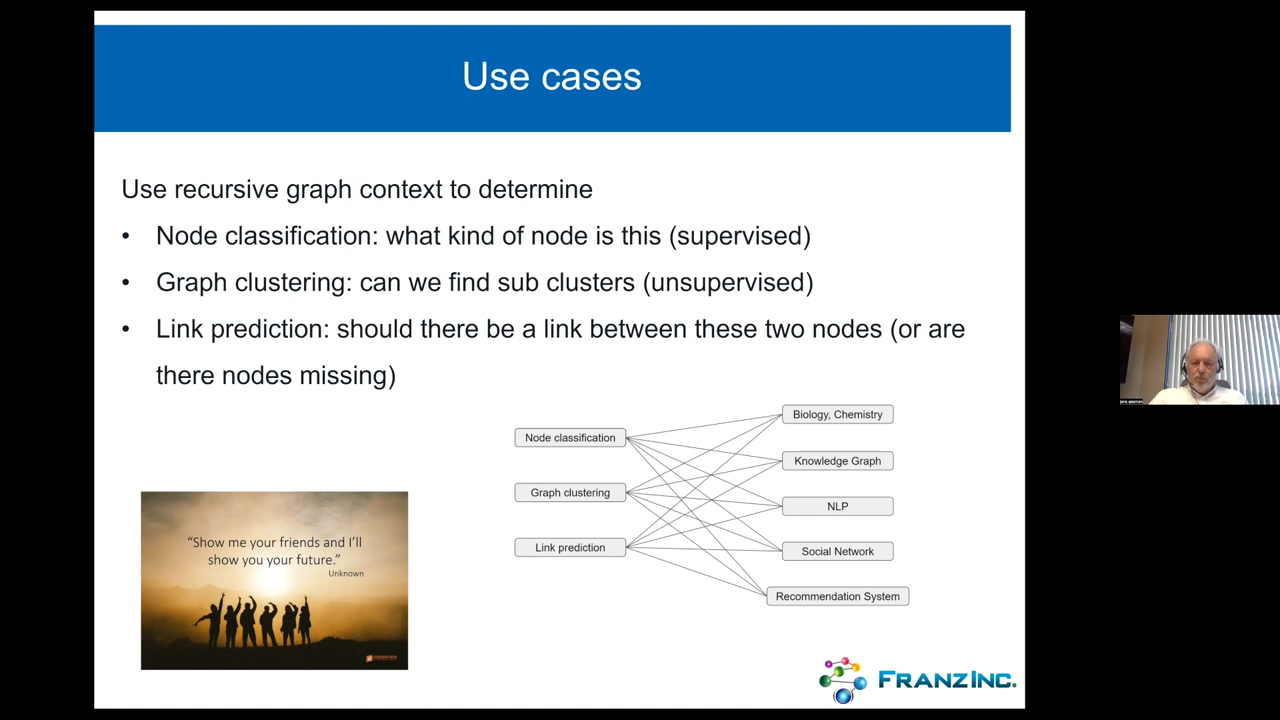 Use cases
Use recursive graph context to determine
• Node classification: what kind of node is this (supervised)
• Graph clustering: can we find sub clusters (unsupervised)
• Link prediction: should there be a link between these two nodes (or are
there nodes missing)
Node classification
Graph clustering
Link prediction
Biology, Chemistry
Knowledge Graph
NLP
Social Network
Recommendation System
“Show me your friends and I’ll
show you your future.”
Unknown
FRANZ INC.